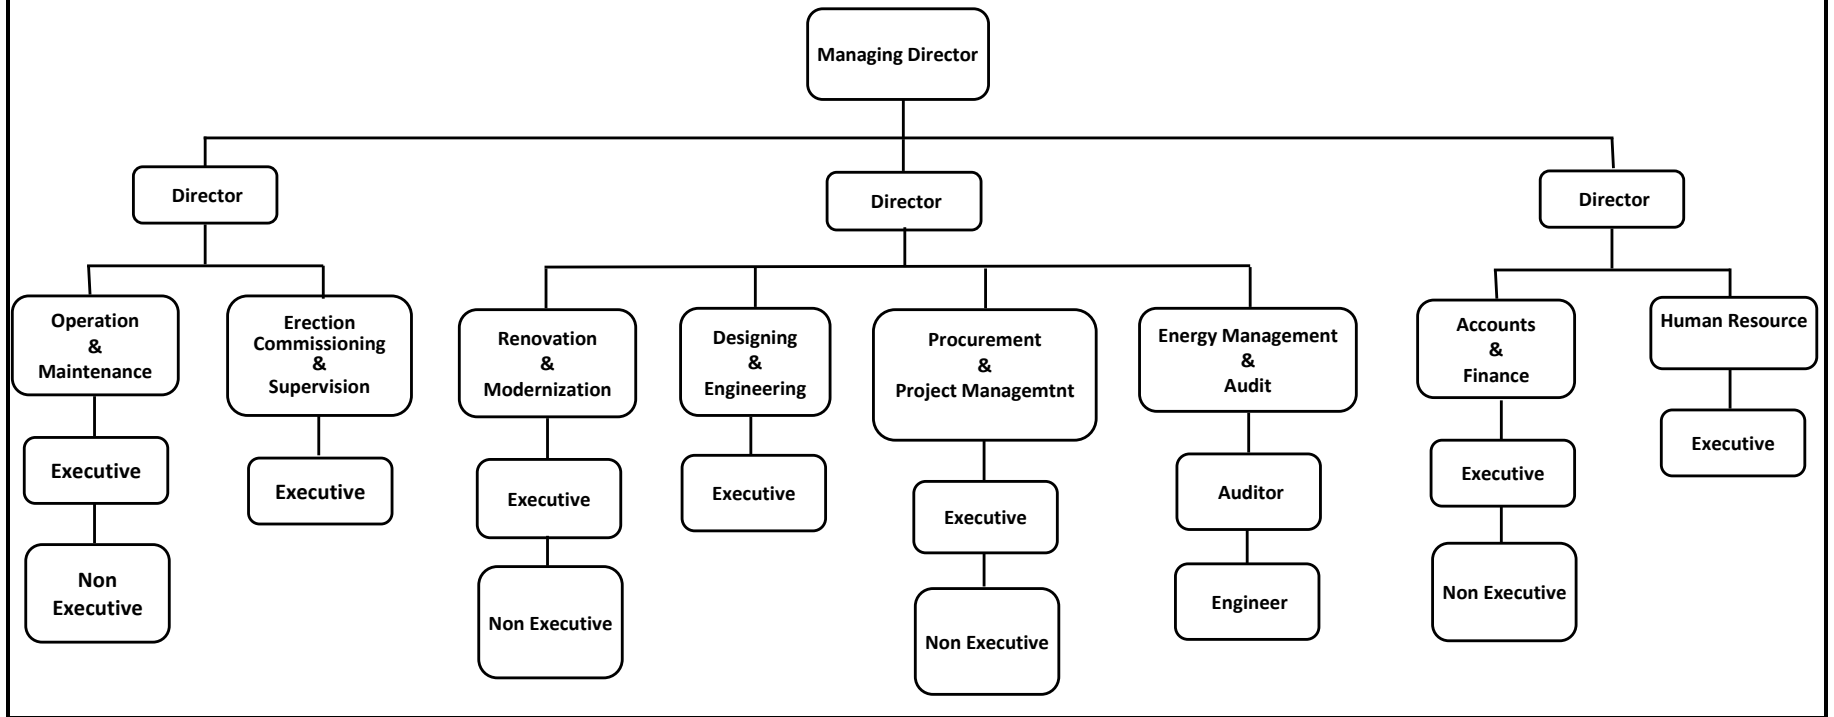 Managing Director
Director
Director
Director
Operation
&
Maintenance
Erection
Commissioning
&
Supervision
Renovation
&
Modernization
Designing
&
Engineering
Procurement
&
Project Managemtnt
Energy Management
&
Audit
Accounts
&
Finance
Human Resource
Executive
Executive
Executive
Executive
Executive
Auditor
Executive
Executive
Non
Executive
Non Executive
Non Executive
Engineer
Non Executive